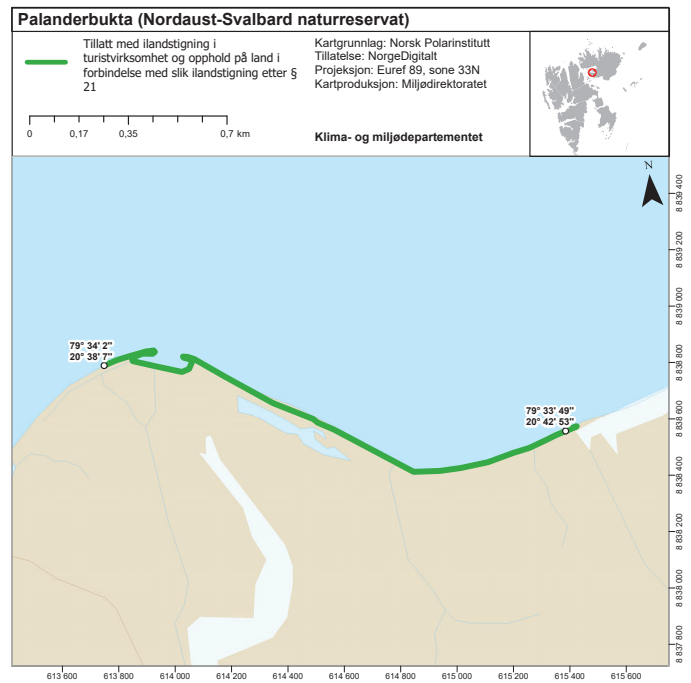 Palanderbukta (Nordaust-Svalbard naturreservat)
Tillatt med ilandstigning i
turistvirksomhet og opphold på land i
forbindelse med slik ilandstigning etter §
21
0 0,17 0,35 0,7 km
Kartgrunnlag: Norsk Polarinstitutt
Tillatelse: NorgeDigitalt
Projeksjon: Euref 89, sone 33N
Kartproduksjon: Miljødirektoratet
Klima- og miljødepartementet
N
8 839 400
8 839 200
8 839 000
8 838 800
8 838 600
8 838 400
8 838 200
8 838 000
8 837 800
79° 34' 2"
20° 38' 7"
79° 33' 49"
20° 42' 53"
613 600 613 800 614 000 614 200 614 400 614 600 614 800 615 000 615 200 615 400 615 600